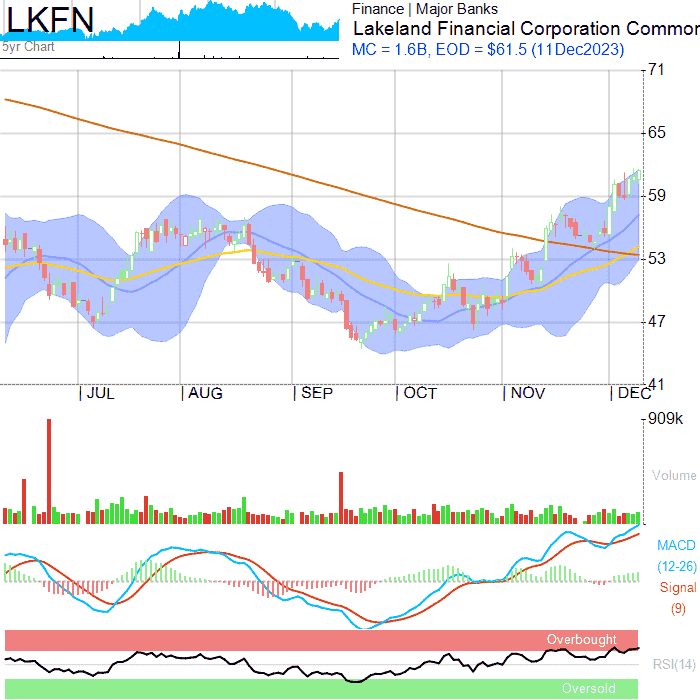 LKFN
5yr Chart
Finance | Major Banks
Lakeland Financial Corporation Common
MC = 1.6B, EOD = $61.5 (11Dec2023)
71
65
59
53
47
41
JUL AUG SEP OCT NOV DEC
909k
Volume
MACD
(12-26)
Signal
(9)
Overbought
RSI(14)
Oversold